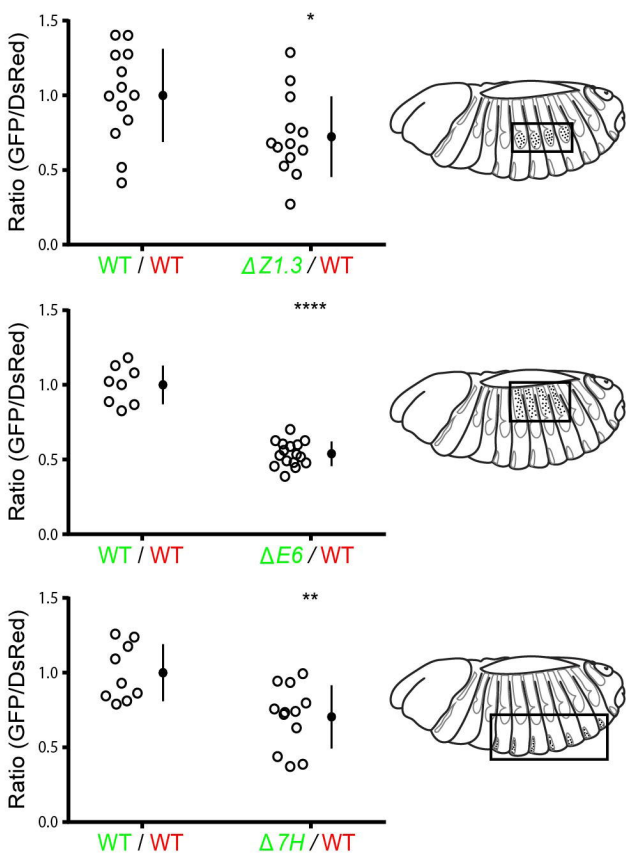 *
1.5
1.0
0.5
0.0
Ratio (GFP/DsRed)
WT / WT
ΔZ1.3 / WT
****
1.5
1.0
0.5
0.0
Ratio (GFP/DsRed)
WT / WT
ΔE6 / WT
**
1.5
1.0
0.5
0.0
Ratio (GFP/DsRed)
WT / WT
Δ7H / WT